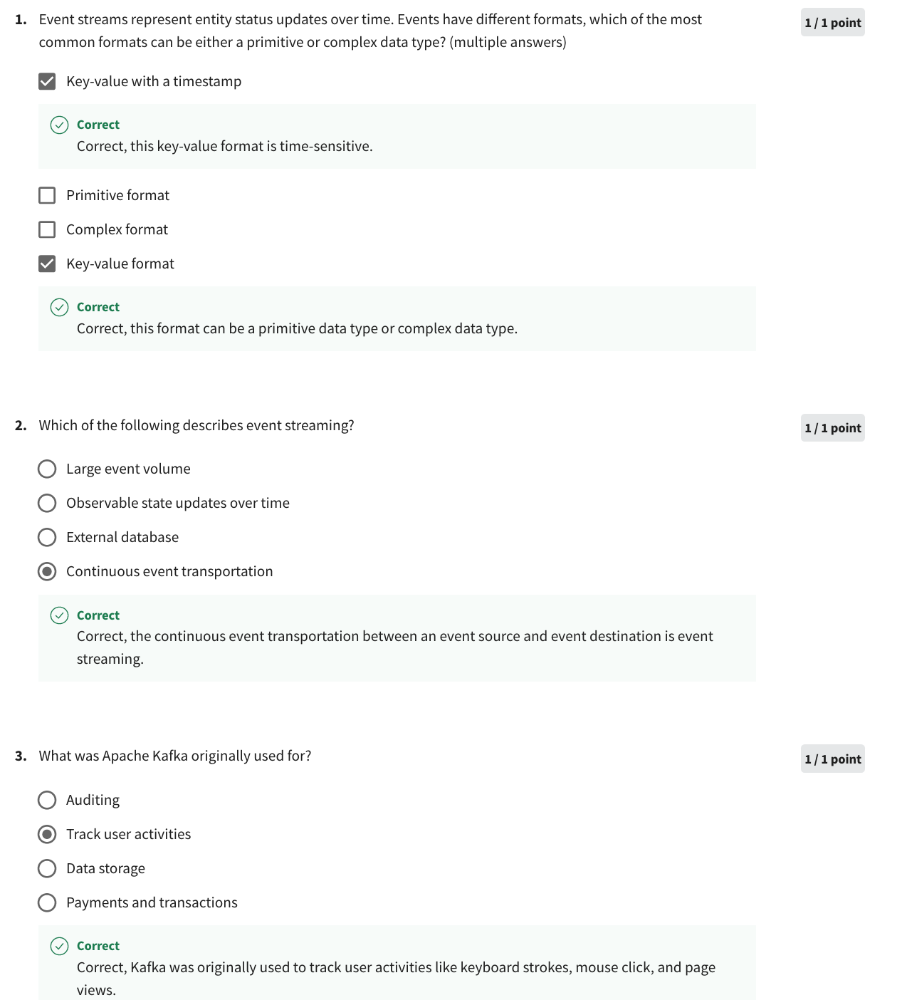 1. Event streams represent entity status updates over time. Events have different formats, which of the most
common formats can be either a primitive or complex data type? (multiple answers)
1 / 1 point
Key-value with a timestamp
Correct
Correct, this key-value format is time-sensitive.
Primitive format
Complex format
Key-value format
Correct
Correct, this format can be a primitive data type or complex data type.
2. Which of the following describes event streaming?
1 / 1 point
Large event volume
Observable state updates over time
External database
Continuous event transportation
Correct
Correct, the continuous event transportation between an event source and event destination is event
streaming.
3. What was Apache Kafka originally used for?
1 / 1 point
Auditing
Track user activities
Data storage
Payments and transactions
Correct
Correct, Kafka was originally used to track user activities like keyboard strokes, mouse click, and page
views.